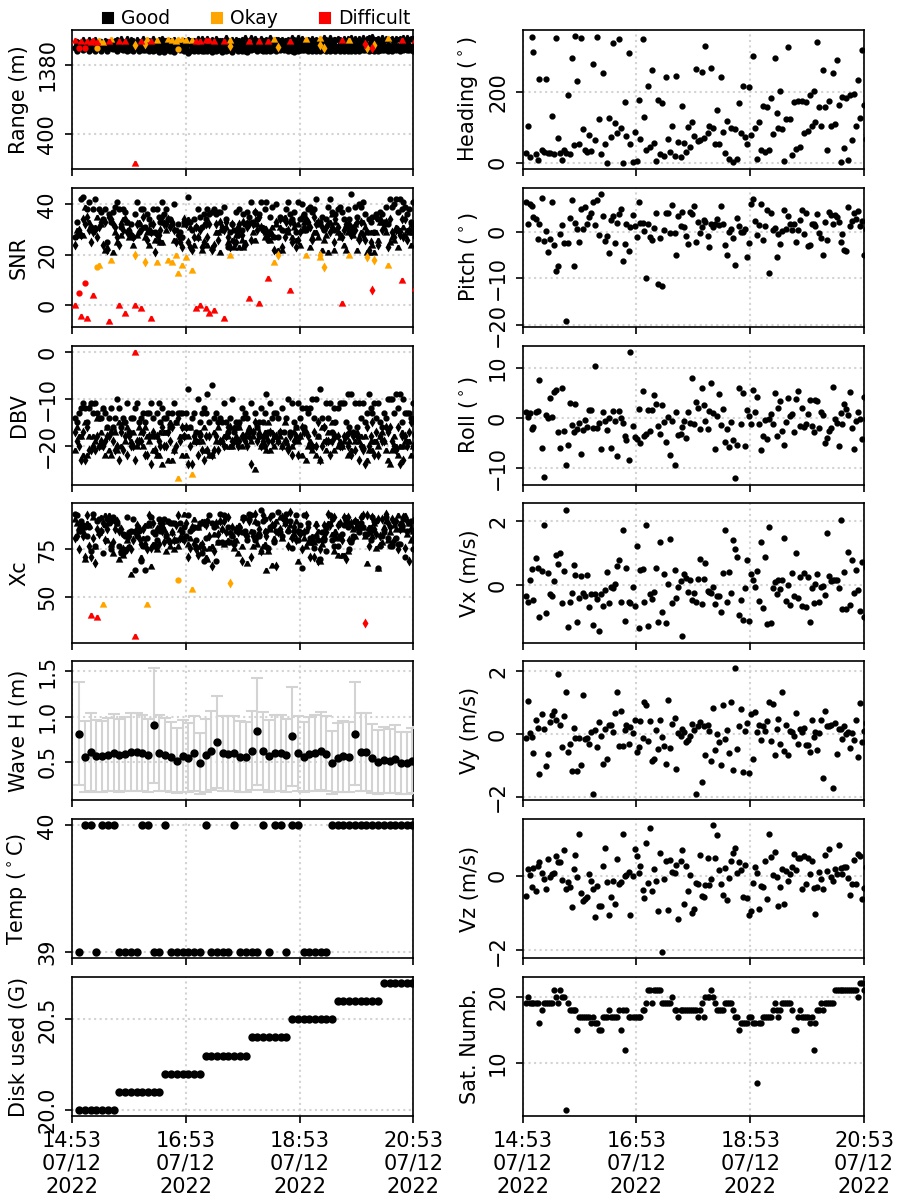 Good Okay Difficult
Range (m)
1380
400
Heading (°)
200
0
SNR
40
20
0
Pitch (°)
0
−10
−20
DBV
0
−10
−20
Roll (°)
10
0
−10
Xc
75
50
Vx (m/s)
2
0
Wave H (m)
1.5
1.0
0.5
Vy (m/s)
2
0
−2
Temp (°C)
40
39
Vz (m/s)
0
−2
Disk used (G)
20.5
20.0
Sat. Numb.
20
10
14:53 16:53 18:53 20:53
07/12 07/12 07/12 07/12
2022 2022 2022 2022
14:53 16:53 18:53 20:53
07/12 07/12 07/12 07/12
2022 2022 2022 2022